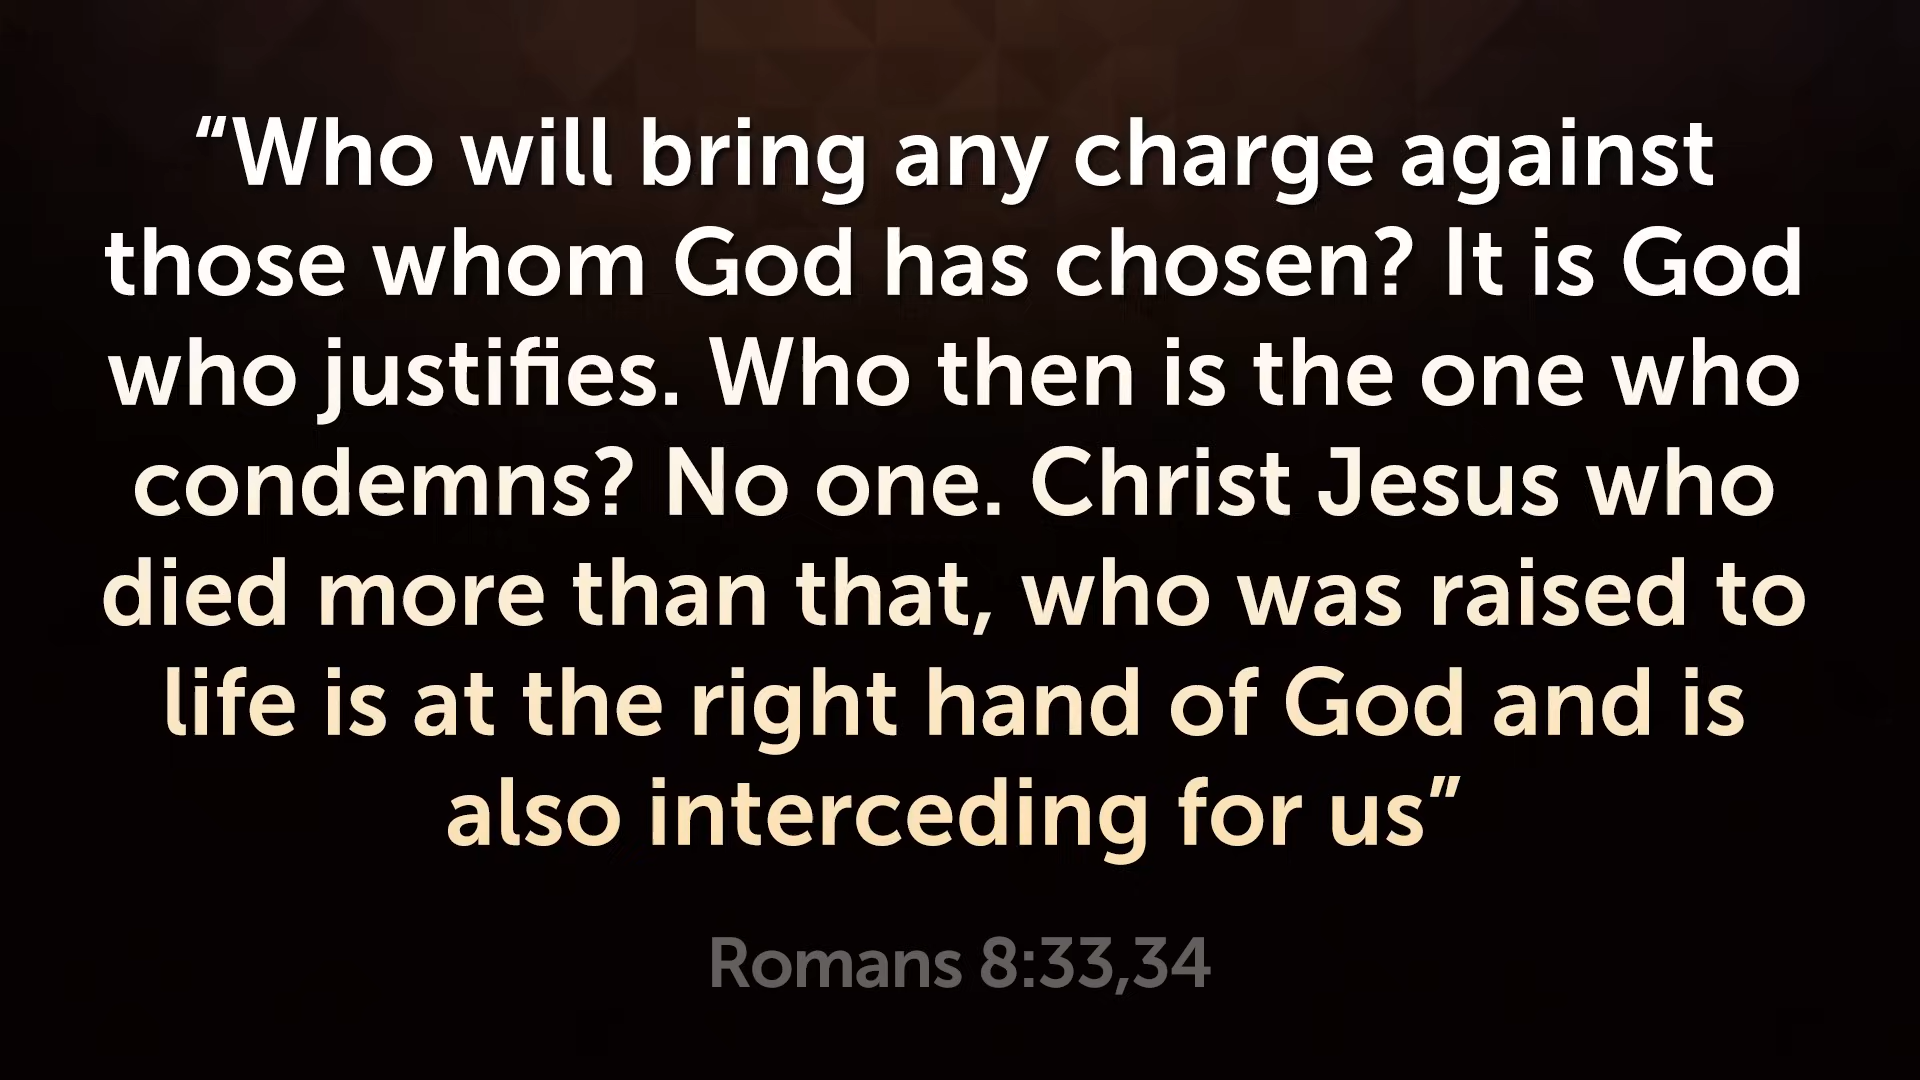 “Who will bring any charge against
those whom God has chosen? It is God
who justifies. Who then is the one who
condemns? No one. Christ Jesus who
died more than that, who was raised to
life is at the right hand of God and is
also interceding for us”
Romans 8:33,34